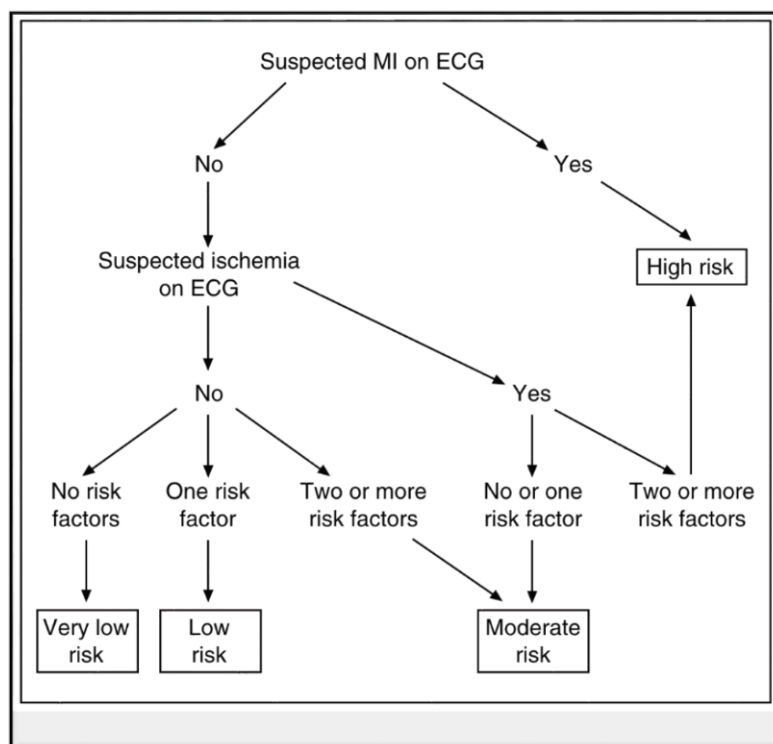 Suspected MI on ECG
No
Yes
Suspected ischemia
on ECG
High risk
No
Yes
No risk
factors
One risk
factor
Two or more
risk factors
No or one
risk factor
Two or more
risk factors
Very low
risk
Low
risk
Moderate
risk